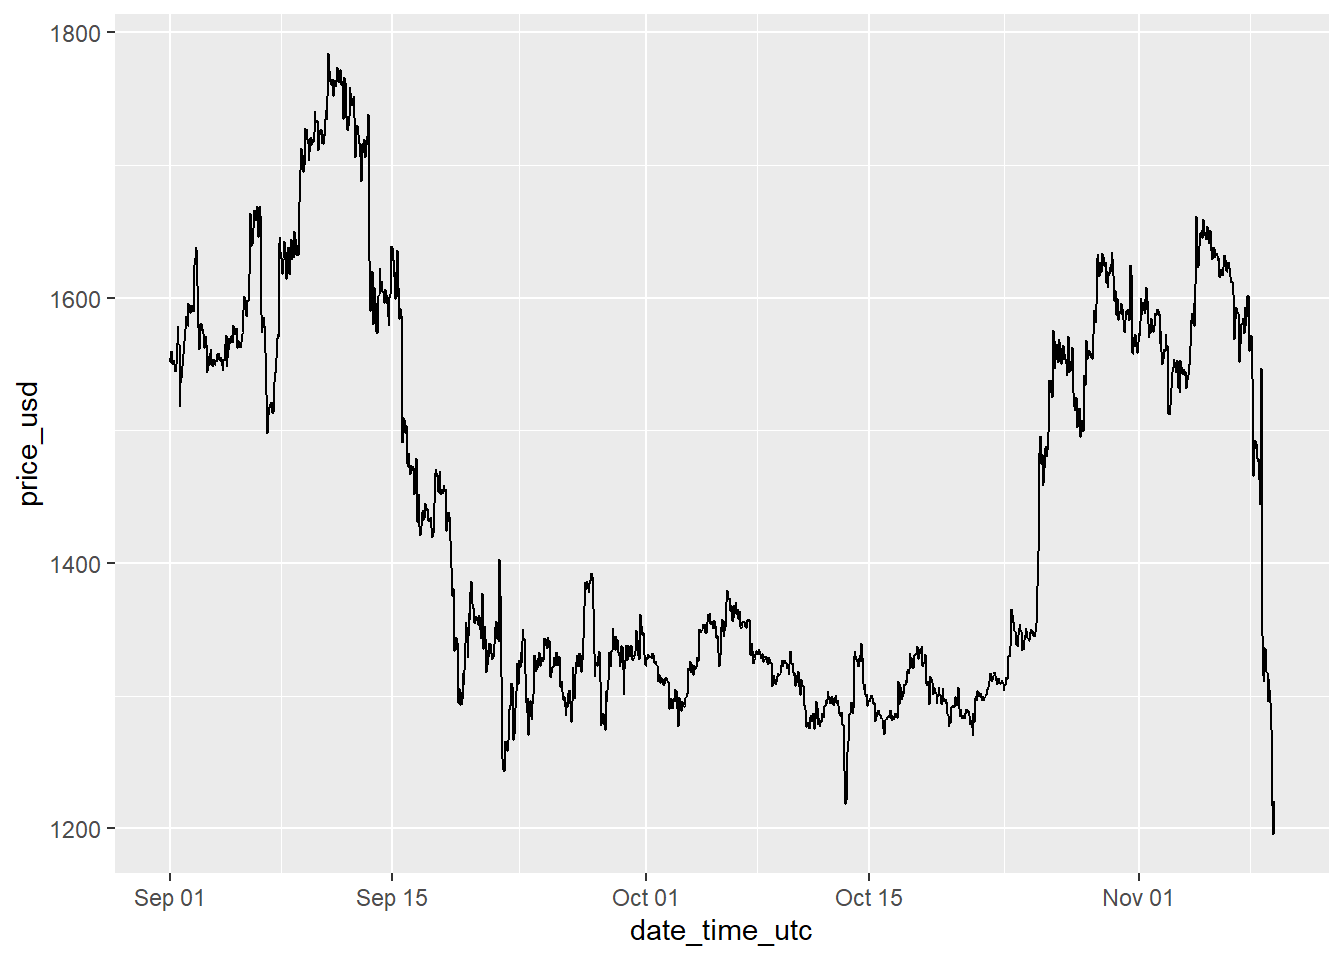 1800
1600
1400
1200
price_usd
Sep 01
Sep 15
Oct 01
Oct 15
Nov 01
date_time_utc